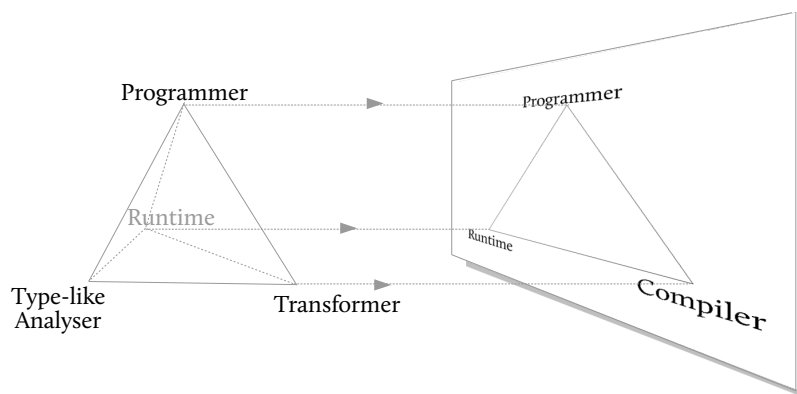 Programmer
Programmer
Runtime
Runtime
Type-like
Analyser
Transformer
Compiler